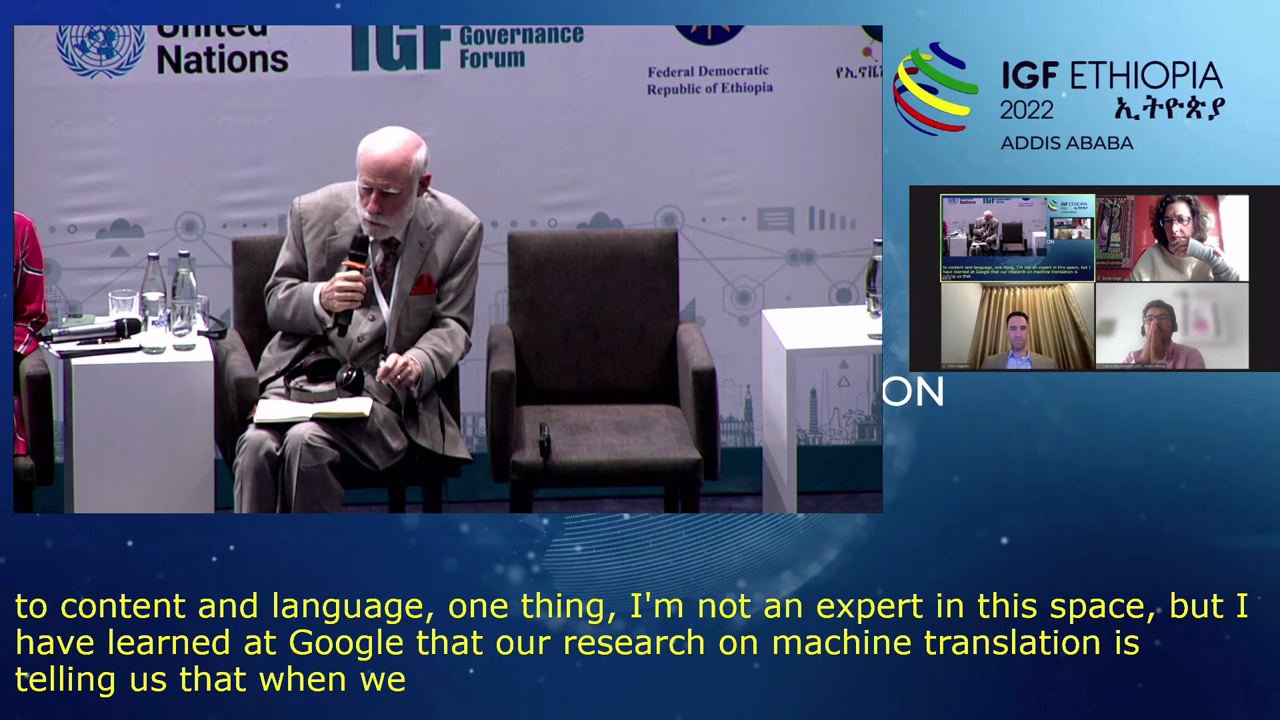 United
Nations
IGF
Governance
Forum
Federal Democratic
Republic of Ethiopia
IGF ETHIOPIA
2022 ኢትዮጵያ
ADDIS ABABA
ON
to content and language, one thing, I'm not an expert in this space, but I
have learned at Google that our research on machine translation is
telling us that when we